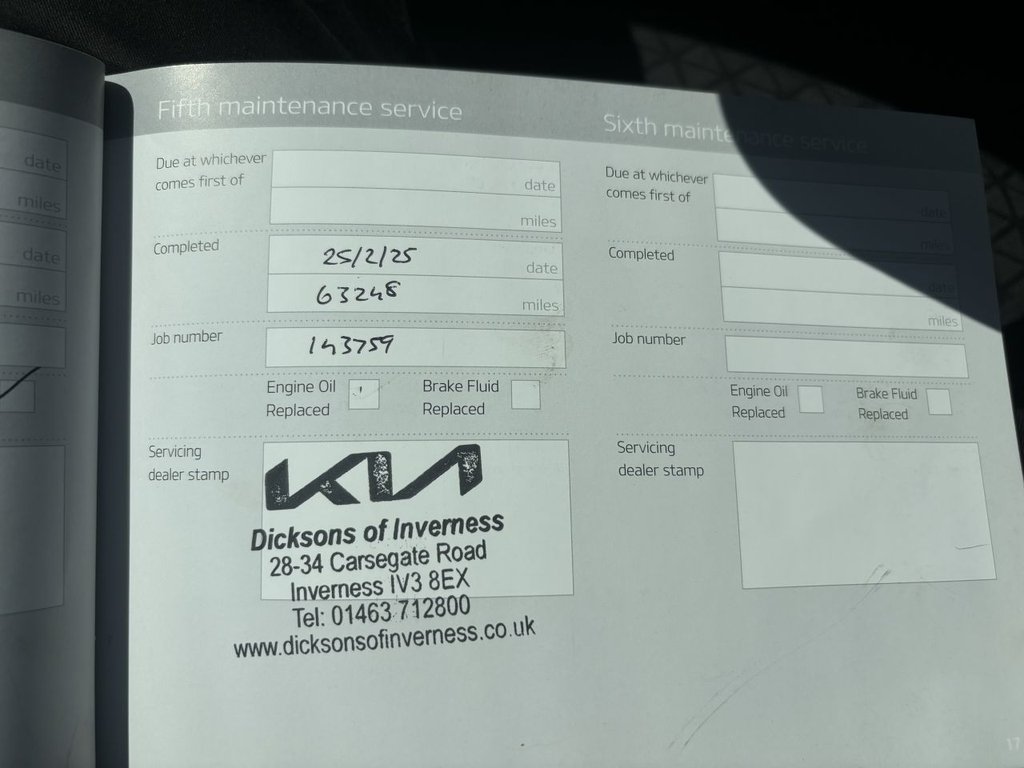 date
miles
date
miles
Fifth maintenance service
Due at whichever
comes first of
date
miles
Completed
25/2/25
date
63248
miles
Job number
143759
Engine Oil
Replaced
Brake Fluid
Replaced
Servicing
dealer stamp
KIA
Dicksons of Inverness
28-34 Carsegate Road
Inverness IV3 8EX
Tel: 01463 712800
www.dicksonsofinverness.co.uk
Sixth maintenance service
Due at whichever
comes first of
date
miles
Completed
date
miles
Job number
Engine Oil
Replaced
Brake Fluid
Replaced
Servicing
dealer stamp
17